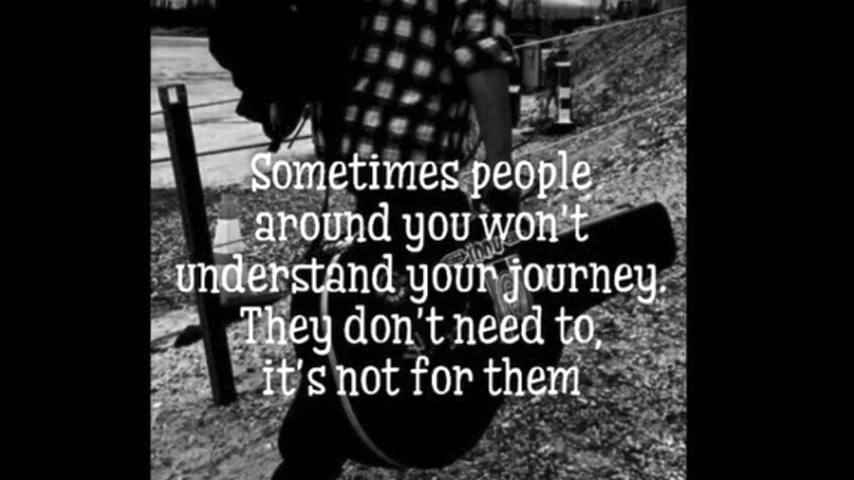 Sometimes people
around you won't
understand your journey.
They don't need to,
it's not for them